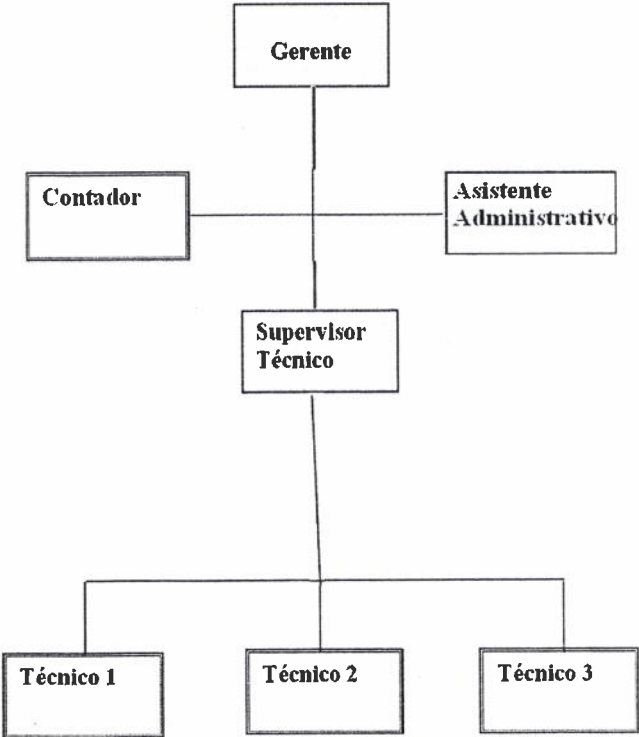 Gerente
Contador
Asistente
Administrativo
Supervisor
Técnico
Técnico 1
Técnico 2
Técnico 3